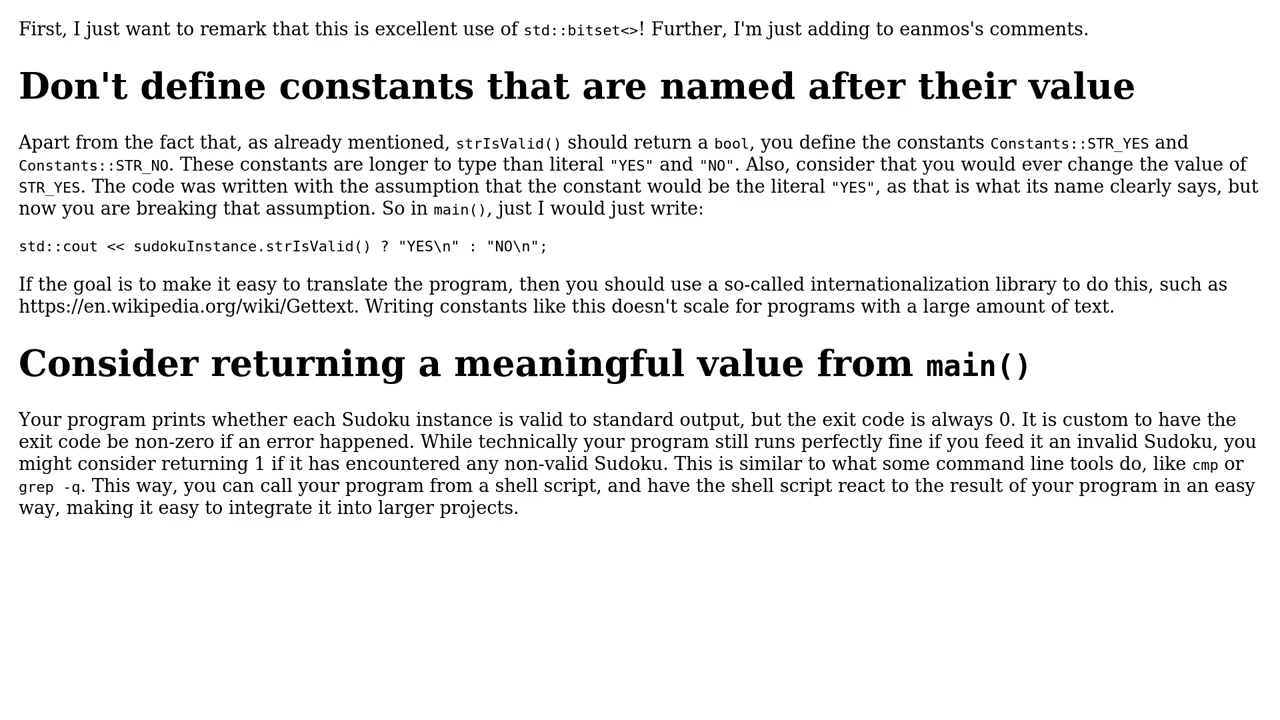 First, I just want to remark that this is excellent use of std::bitset<>! Further, I'm just adding to eanmos's comments.
Don't define constants that are named after their value
Apart from the fact that, as already mentioned, strIsValid() should return a bool, you define the constants Constants::STR_YES and
Constants::STR_NO. These constants are longer to type than literal "YES" and "NO". Also, consider that you would ever change the value of
STR_YES. The code was written with the assumption that the constant would be the literal "YES", as that is what its name clearly says, but
now you are breaking that assumption. So in main(), just I would just write:
std::cout << sudokuInstance.strIsValid() ? "YES\n" : "NO\n";
If the goal is to make it easy to translate the program, then you should use a so-called internationalization library to do this, such as
https://en.wikipedia.org/wiki/Gettext. Writing constants like this doesn't scale for programs with a large amount of text.
Consider returning a meaningful value from main()
Your program prints whether each Sudoku instance is valid to standard output, but the exit code is always 0. It is custom to have the
exit code be non-zero if an error happened. While technically your program still runs perfectly fine if you feed it an invalid Sudoku, you
might consider returning 1 if it has encountered any non-valid Sudoku. This is similar to what some command line tools do, like cmp or
grep -q. This way, you can call your program from a shell script, and have the shell script react to the result of your program in an easy
way, making it easy to integrate it into larger projects.